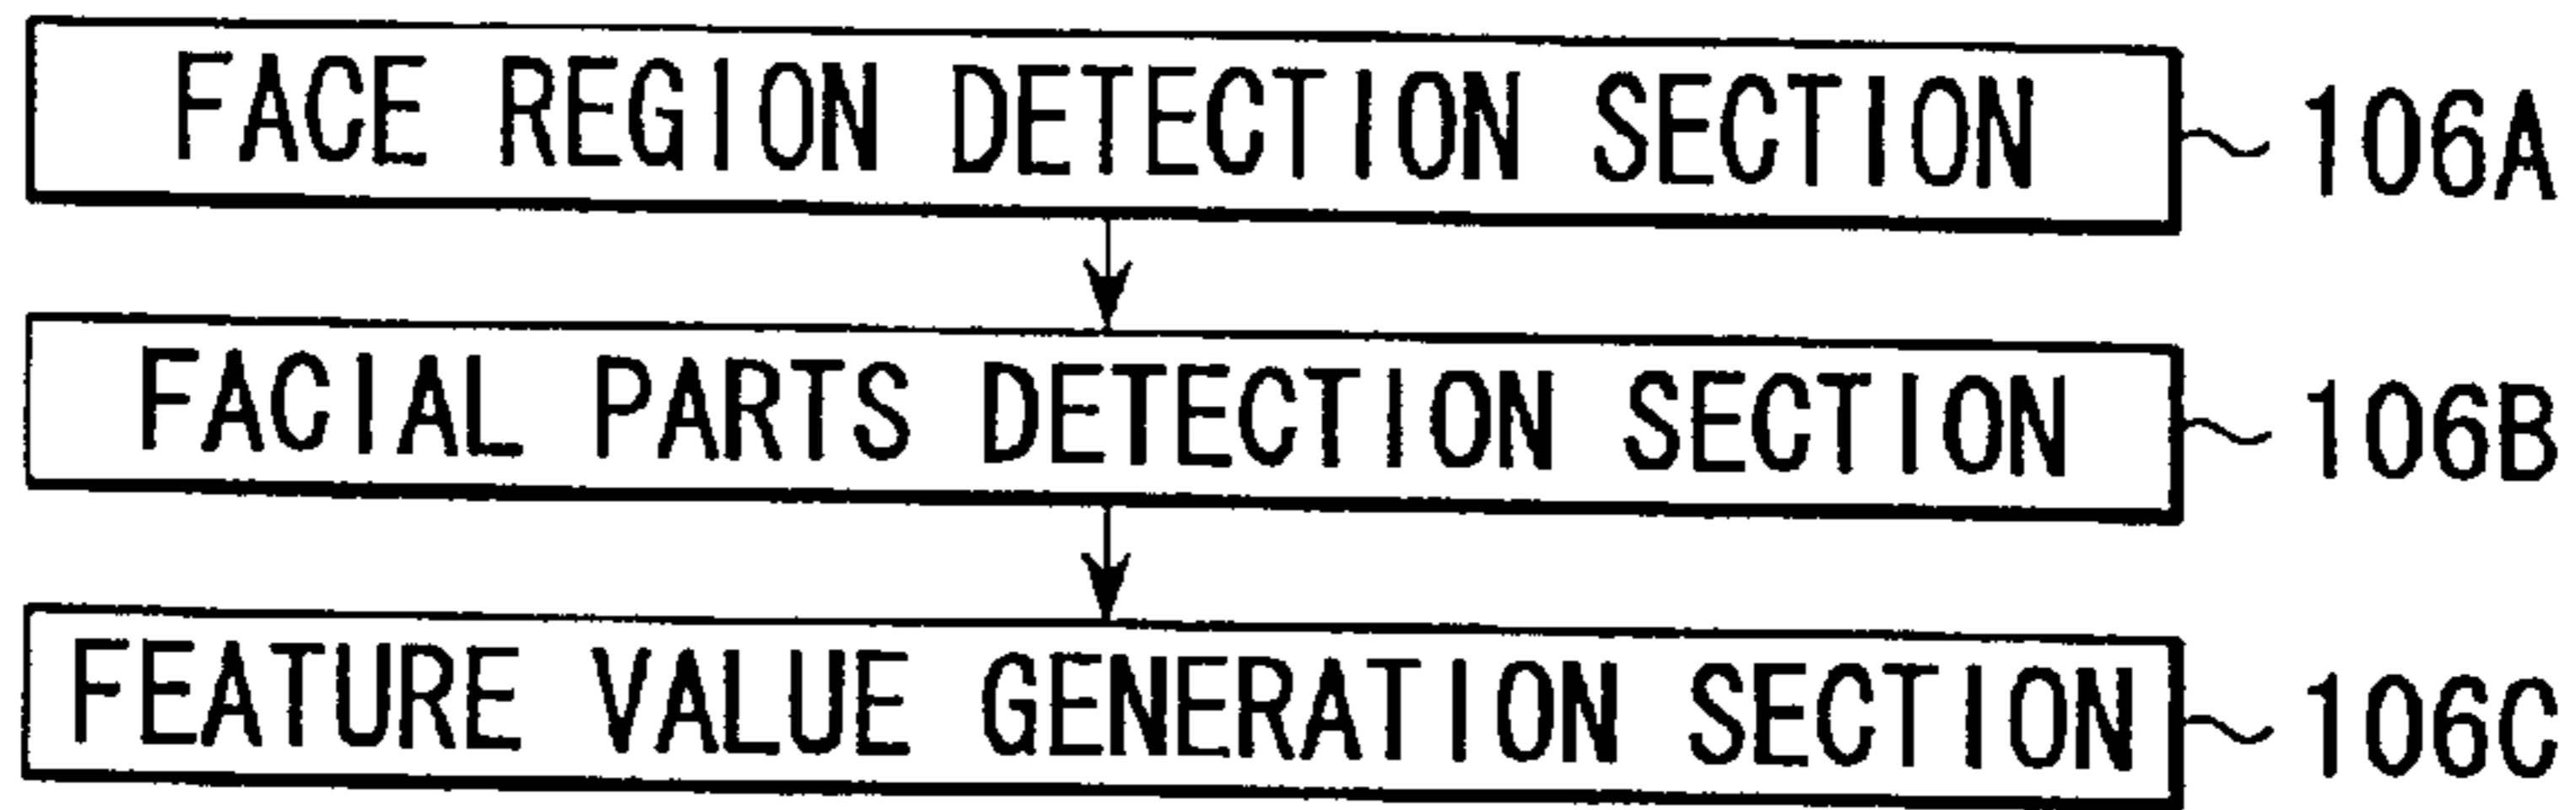 FACE REGION DETECTION SECTION 106A
FACIAL PARTS DETECTION SECTION 106B
FEATURE VALUE GENERATION SECTION 106C